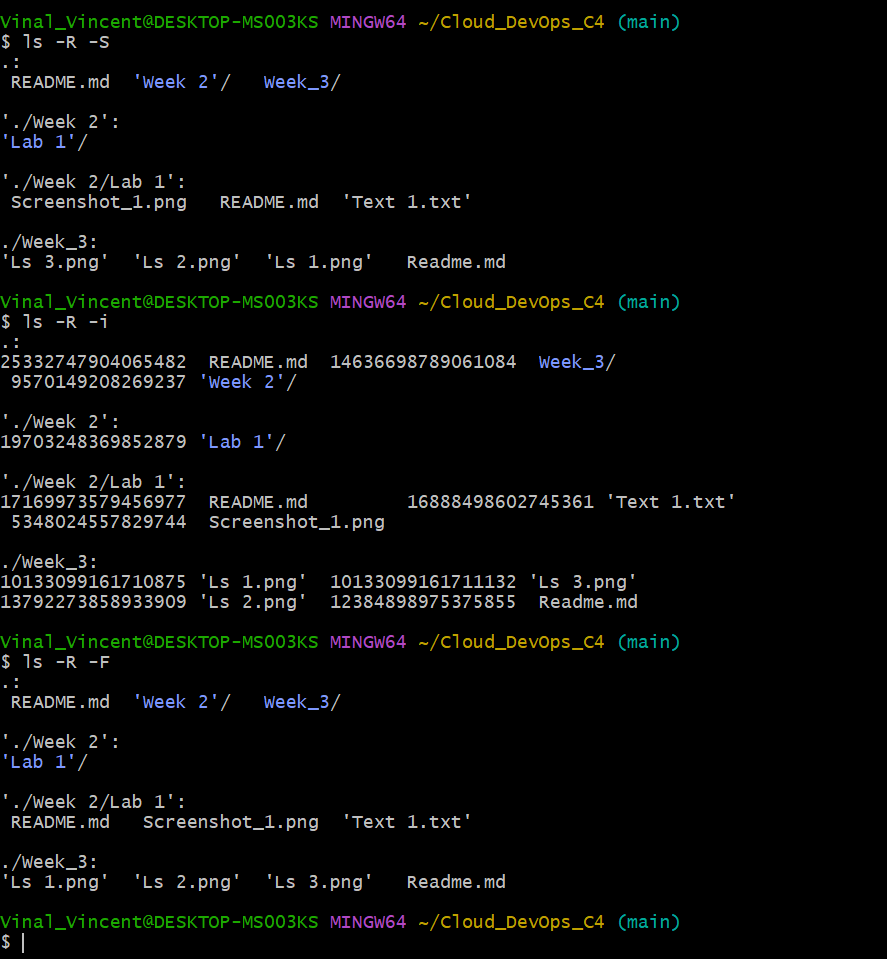 Vinal_Vincent@DESKTOP-MS003KS MINGW64 ~/Cloud_DevOps_C4 (main)
$ ls -R -S
.:
 README.md  'Week 2'/   Week_3/

'./Week 2':
'Lab 1'/

'./Week 2/Lab 1':
 Screenshot_1.png   README.md  'Text 1.txt'

./Week_3:
'Ls 3.png'  'Ls 2.png'  'Ls 1.png'   Readme.md

Vinal_Vincent@DESKTOP-MS003KS MINGW64 ~/Cloud_DevOps_C4 (main)
$ ls -R -i
.:
25332747904065482  README.md  14636698789061084  Week_3/
 9570149208269237 'Week 2'/

'./Week 2':
19703248369852879 'Lab 1'/

'./Week 2/Lab 1':
17169973579456977  README.md         16888498602745361 'Text 1.txt'
 5348024557829744  Screenshot_1.png

./Week_3:
10133099161710875 'Ls 1.png'  10133099161711132 'Ls 3.png'
13792273858933909 'Ls 2.png'  12384898975375855  Readme.md

Vinal_Vincent@DESKTOP-MS003KS MINGW64 ~/Cloud_DevOps_C4 (main)
$ ls -R -F
.:
 README.md  'Week 2'/   Week_3/

'./Week 2':
'Lab 1'/

'./Week 2/Lab 1':
 README.md   Screenshot_1.png  'Text 1.txt'

./Week_3:
'Ls 1.png'  'Ls 2.png'  'Ls 3.png'   Readme.md

Vinal_Vincent@DESKTOP-MS003KS MINGW64 ~/Cloud_DevOps_C4 (main)
$